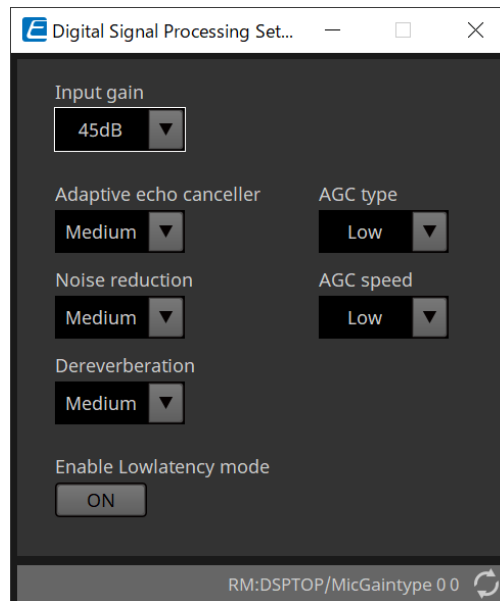 Digital Signal Processing Set...
Input gain
45dB
Adaptive echo canceller AGC type
Medium Low
Noise reduction AGC speed
Medium Low
Dereverberation
Medium
Enable Lowlatency mode
ON
RM:DSPTOP/MicGaintype 0 0